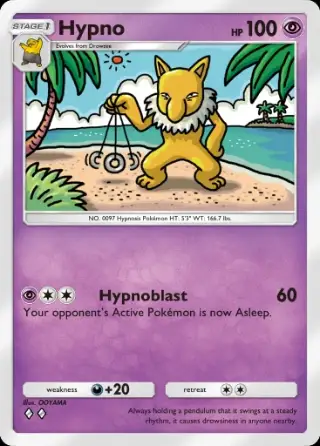 STAGE 1
Hypno
HP 100
Evolves from Drowzee
NO. 0097 Hypnosis Pokémon HT: 5'3" WT: 166.7 lbs.
Hypnoblast 60
Your opponent's Active Pokémon is now Asleep.
weakness +20
retreat
Illus. OOYAMA
Always holding a pendulum that it swings at a steady
rhythm, it causes drowsiness in anyone nearby.